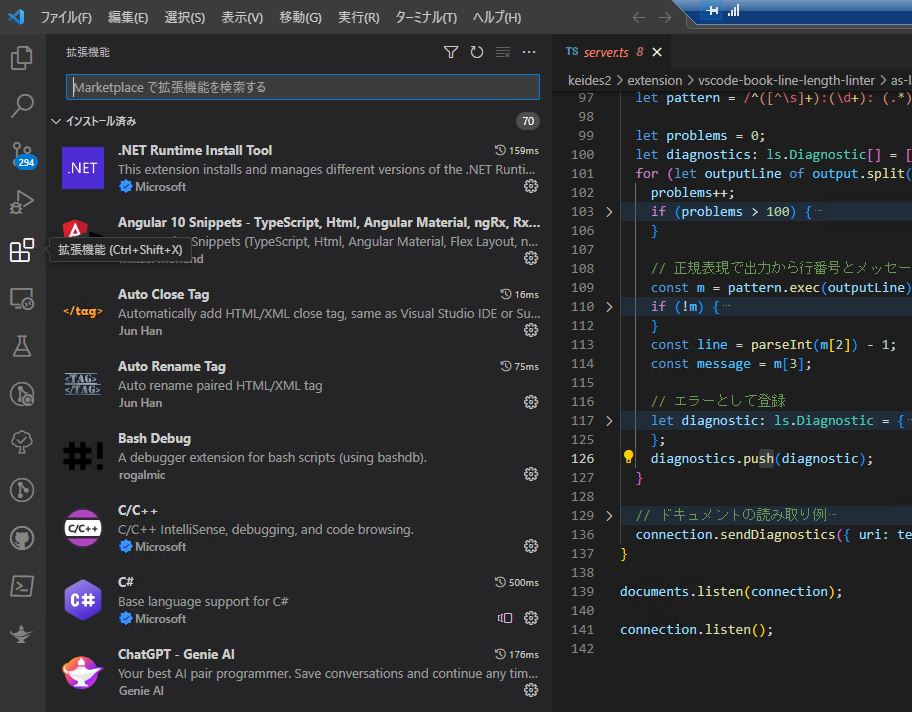 ファイル(F) 編集(E) 選択(S) 表示(V) 移動(G) 実行(R) ターミナル(T) ヘルプ(H)
拡張機能
Marketplace で拡張機能を検索する
インストール済み 70
.NET
.NET Runtime Install Tool 159ms
This extension installs and manages different versions of the .NET Runti...
Microsoft
294
Angular 10 Snippets - TypeScript, Html, Angular Material, ngRx, Rx...
Snippets (TypeScript, Html, Angular Material, Flex Layout, n...
拡張機能 (Ctrl+Shift+X)
</tag>
Auto Close Tag 16ms
Automatically add HTML/XML close tag, same as Visual Studio IDE or Su...
Jun Han
<TAG>
</TAG>
Auto Rename Tag 75ms
Auto rename paired HTML/XML tag
Jun Han
#!
Bash Debug
A debugger extension for bash scripts (using bashdb).
rogalmic
C/C++
C/C++
C/C++ IntelliSense, debugging, and code browsing.
Microsoft
C#
C# 500ms
Base language support for C#
Microsoft
ChatGPT - Genie AI 176ms
Your best AI pair programmer. Save conversations and continue any tim...
Genie AI
TS server.ts 8
keides2 > extension > vscode-book-line-length-linter > as-l
97 let pattern = /^([^\s]+):(\d+): (.*)
98
99 let problems = 0;
100 let diagnostics: ls.Diagnostic[] = [
101 for (let outputLine of output.split(
102 problems++;
103 if (problems > 100) {…
106 }
107
108 // 正規表現で出力から行番号とメッセー
109 const m = pattern.exec(outputLine)
110 if (!m) {…
112 }
113 const line = parseInt(m[2]) - 1;
114 const message = m[3];
115
116 // エラーとして登録
117 let diagnostic: ls.Diagnostic = {…
125 };
126 diagnostics.push(diagnostic);
127 }
128
129 // ドキュメントの読み取り例…
136 connection.sendDiagnostics({ uri: te
137 }
138
139 documents.listen(connection);
140
141 connection.listen();
142